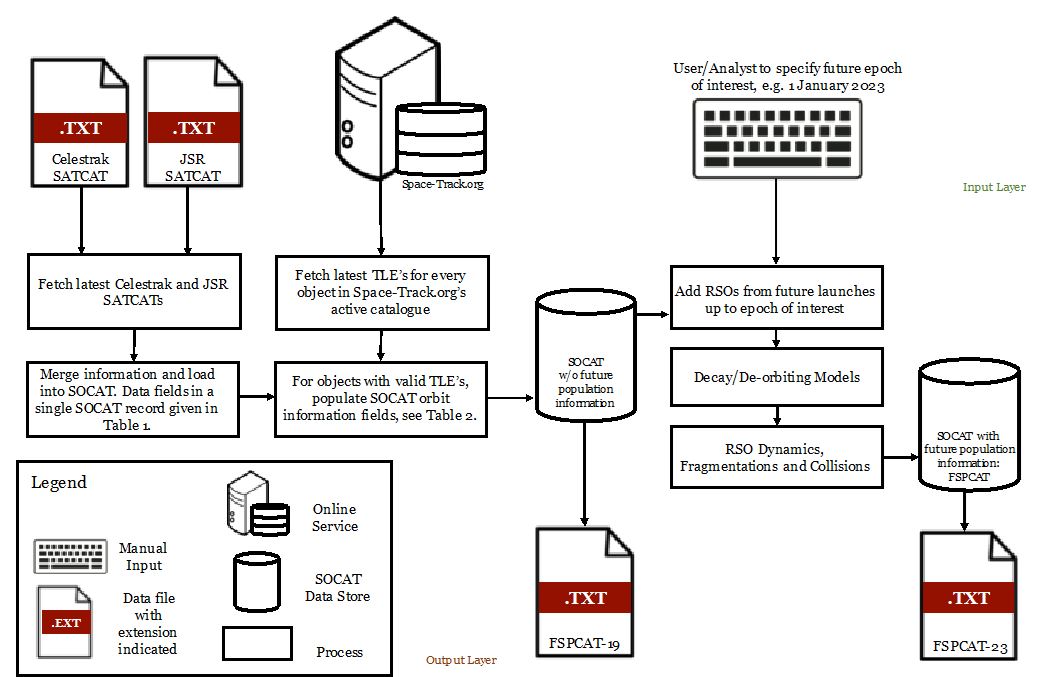 .TXT
Celestrak
SATCAT
.TXT
JSR
SATCAT
Space-Track.org
User/Analyst to specify future epoch
of interest, e.g. 1 January 2023
Input Layer
Fetch latest Celestrak and JSR
SATCATs
Fetch latest TLE's for every
object in Space-Track.org's
active catalogue
Add RSOs from future launches
up to epoch of interest
Merge information and load
into SOCAT. Data fields in a
single SOCAT record given in
Table 1.
For objects with valid TLE's,
populate SOCAT orbit
information fields, see Table 2.
SOCAT
w/o future
population
information
Decay/De-orbiting Models
RSO Dynamics,
Fragmentations and Collisions
SOCAT with
future population
information:
FSPCAT
Legend
Manual
Input
.EXT
Data file
with
extension
indicated
Online
Service
SOCAT
Data Store
Process
Output Layer
.TXT
FSPCAT-19
.TXT
FSPCAT-23